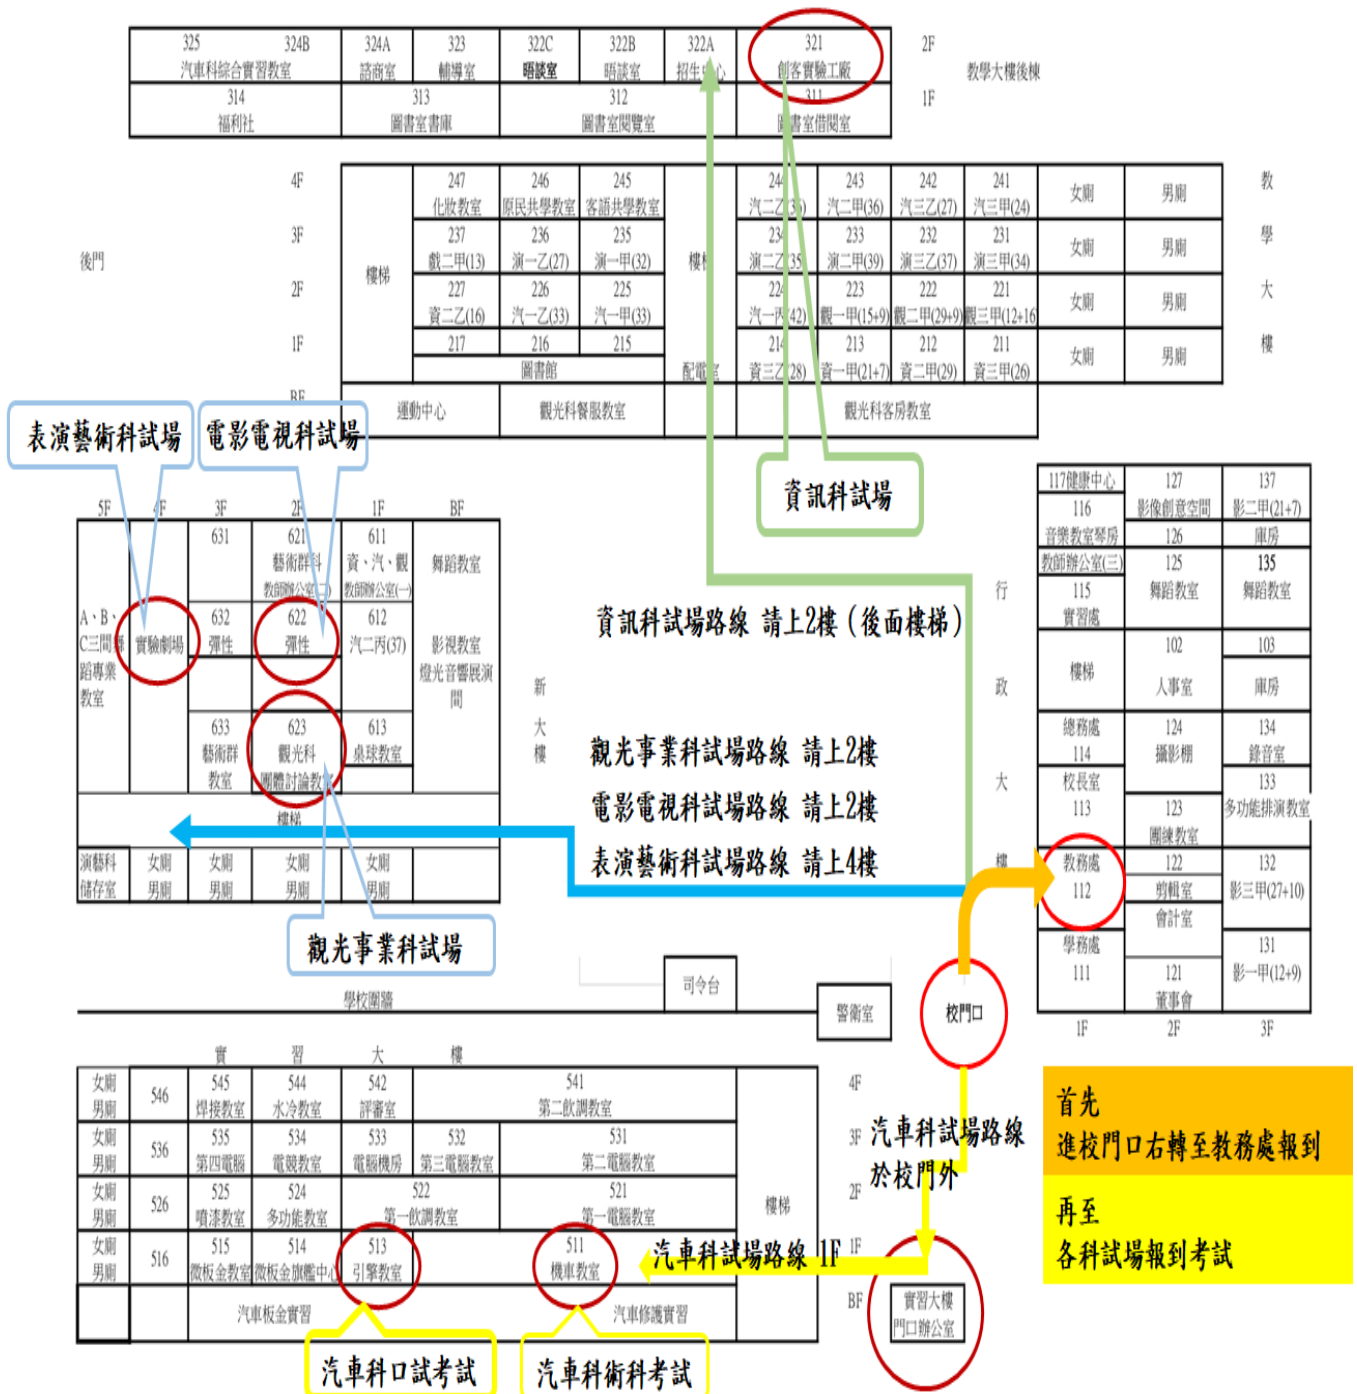 325 324B 324A 323 322C 322B 322A 321 2F
汽車科綜合實習教室 諮商室 輔導室 晤談室 晤談室 招生中心 創客實驗工廠 教學大樓後棟
314 313 312 311 1F
福利社 圖書室書庫 圖書室閱覽室 圖書室借閱室
4F 247 246 245 244 243 242 241 女廁 男廁 教
化妝教室 原民共學教室 客語共學教室 汽二乙(35) 汽二甲(36) 汽三乙(27) 汽三甲(24)
3F 237 236 235 234 233 232 231 女廁 男廁 學
後門 樓梯 戲二甲(13) 演一乙(27) 演一甲(32) 樓梯 演二乙(35) 演二甲(39) 演三乙(37) 演三甲(34)
2F 227 226 225 224 223 222 221 女廁 男廁 大
資二乙(16) 汽一乙(33) 汽一甲(33) 汽一丙(42) 觀一甲(15+9) 觀二甲(29+9) 觀三甲(12+16)
1F 217 216 215 214 213 212 211 女廁 男廁 樓
圖書館 配電室 資三乙(28) 資一甲(21+7) 資二甲(29) 資三甲(26)
BF 運動中心 觀光科餐服教室 觀光科客房教室
表演藝術科試場 電影電視科試場
資訊科試場
5F 4F 3F 2F 1F BF
631 621 611
藝術群科 資、汽、觀 舞蹈教室
教師辦公室(二) 教師辦公室(一)
A、B、 632 622 612
C三間舞 實驗劇場 彈性 彈性 汽二丙(37) 影視教室
蹈專業 燈光音響展演
教室 間
633 623 613
藝術群 觀光科 桌球教室
教室 團體討論教室
樓梯
演藝科 女廁 女廁 女廁 女廁
儲存室 男廁 男廁 男廁 男廁
新
大
樓
觀光事業科試場
資訊科試場路線 請上2樓（後面樓梯）
觀光事業科試場路線 請上2樓
電影電視科試場路線 請上2樓
表演藝術科試場路線 請上4樓
行
政
大
樓
117健康中心 127 137
116 影像創意空間 影二甲(21+7)
音樂教室琴房 126 庫房
教師辦公室(三) 125 135
115 舞蹈教室 舞蹈教室
實習處
樓梯 102 103
人事室 庫房
總務處 124 134
114 攝影棚 錄音室
校長室 133
113 123 多功能排演教室
團練教室
教務處 122 132
112 剪輯室 影三甲(27+10)
會計室
學務處 131
111 121 影一甲(12+9)
董事會
1F 2F 3F
司令台
學校圍牆 警衛室 校門口
實 習 大 樓
女廁 546 545 544 542 541 4F
男廁 焊接教室 水冷教室 評審室 第二飲調教室
女廁 536 535 534 533 532 531 3F
男廁 第四電腦 電競教室 電腦機房 第三電腦教室 第二電腦教室
女廁 526 525 524 522 521 樓梯 2F
男廁 噴漆教室 多功能教室 第一飲調教室 第一電腦教室
女廁 516 515 514 513 511 1F
男廁 微板金教室 微板金旗艦中心 引擎教室 機車教室
汽車板金實習 汽車修護實習 BF
汽車科試場路線
於校門外
汽車科試場路線 1F
實習大樓
門口辦公室
汽車科口試考試 汽車科術科考試
首先
進校門口右轉至教務處報到
再至
各科試場報到考試